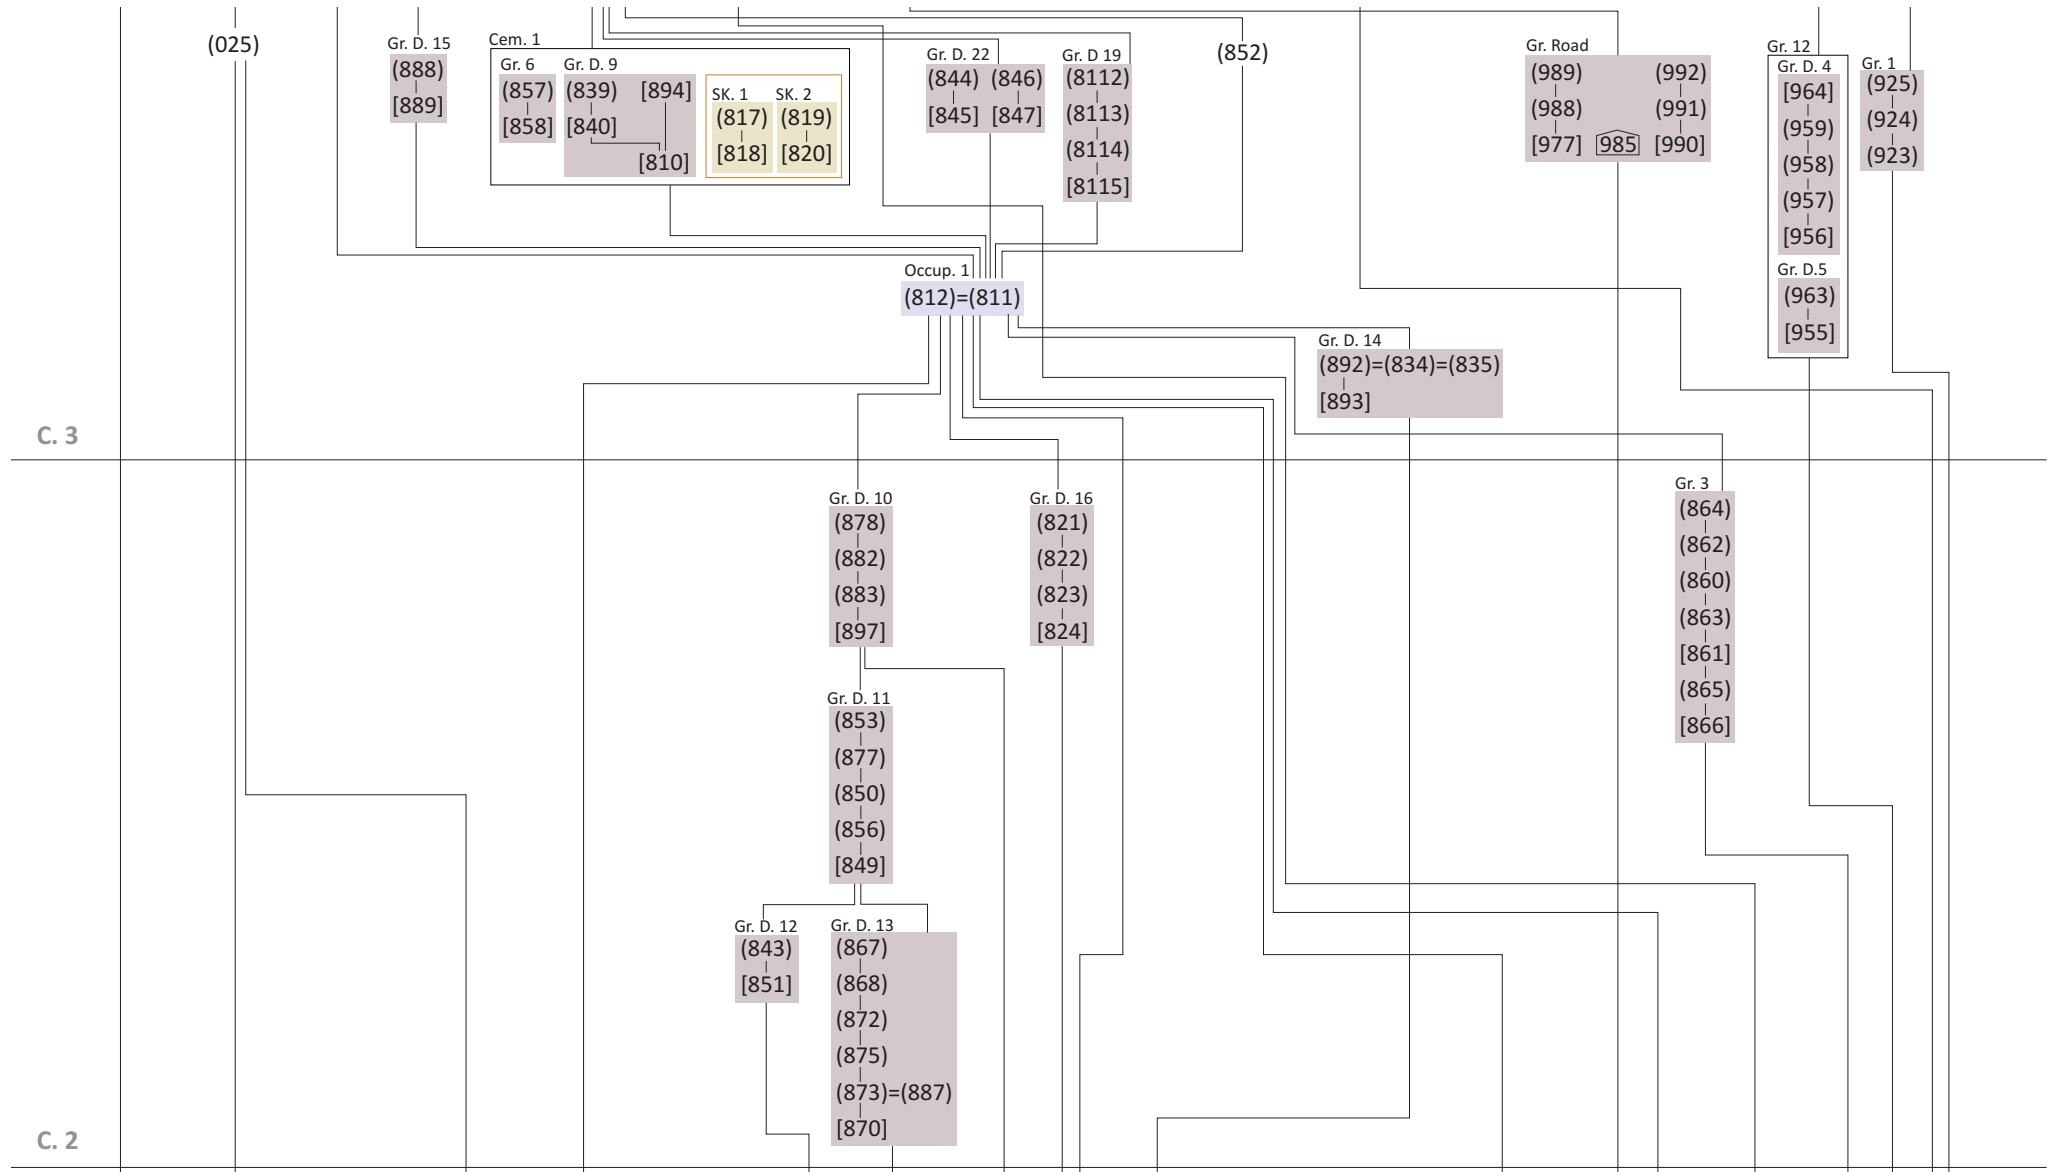 (025)
Gr. D. 15
(888)
[889]
Cem. 1
Gr. 6
(857)
[858]
Gr. D. 9
(839) [894]
[840]
[810]
SK. 1
(817)
[818]
SK. 2
(819)
[820]
Gr. D. 22
(844) (846)
[845] [847]
Gr. D 19
(8112)
(8113)
(8114)
[8115]
(852)
Gr. Road
(989) (992)
(988) (991)
[977] 985 [990]
Gr. 12
Gr. D. 4
[964]
(959)
(958)
(957)
[956]
Gr. D.5
(963)
[955]
Gr. 1
(925)
(924)
(923)
Occup. 1
(812)=(811)
Gr. D. 14
(892)=(834)=(835)
[893]
C. 3
Gr. D. 10
(878)
(882)
(883)
[897]
Gr. D. 16
(821)
(822)
(823)
[824]
Gr. 3
(864)
(862)
(860)
(863)
[861]
(865)
[866]
Gr. D. 11
(853)
(877)
(850)
(856)
[849]
Gr. D. 12
(843)
[851]
Gr. D. 13
(867)
(868)
(872)
(875)
(873)=(887)
[870]
C. 2